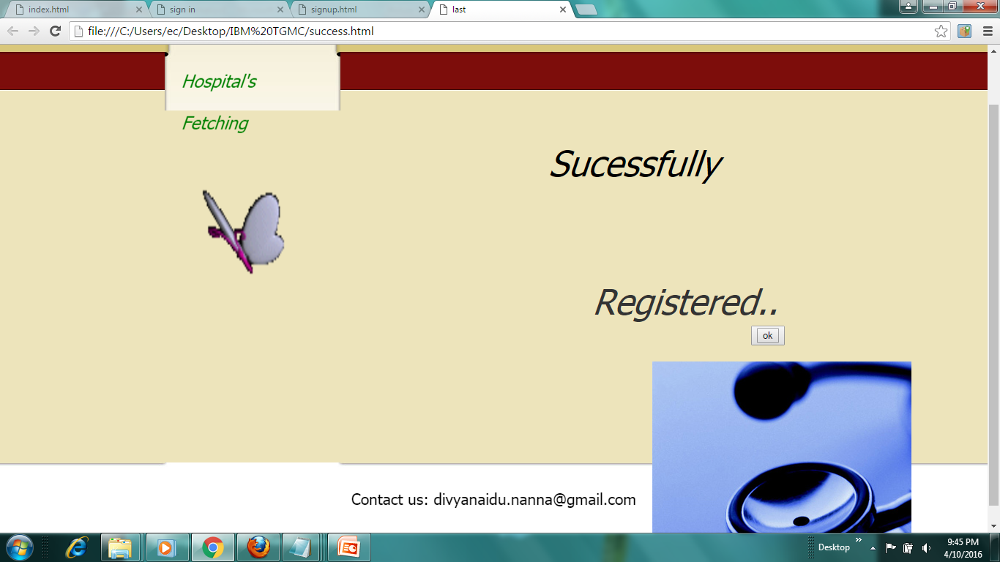 index.html
sign in
signup.html
last
file:///C:/Users/ec/Desktop/IBM%20TGMC/success.html
Hospital's
Fetching
Sucessfully
Registered..
ok
Contact us: divyanaidu.nanna@gmail.com
Desktop
9:45 PM
4/10/2016